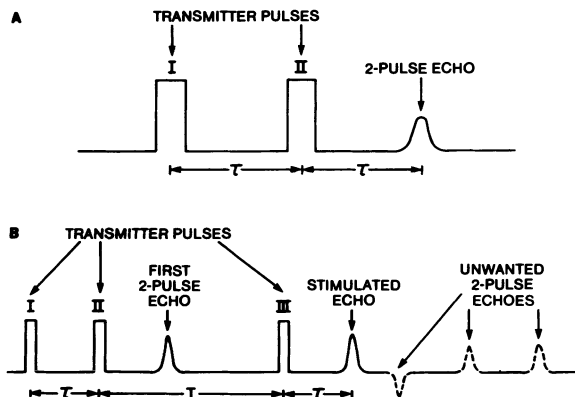 A
TRANSMITTER PULSES
I
II
2-PULSE ECHO
τ
τ
B
TRANSMITTER PULSES
I
II
FIRST
2-PULSE
ECHO
III
STIMULATED
ECHO
UNWANTED
2-PULSE
ECHOES
τ
T
τ